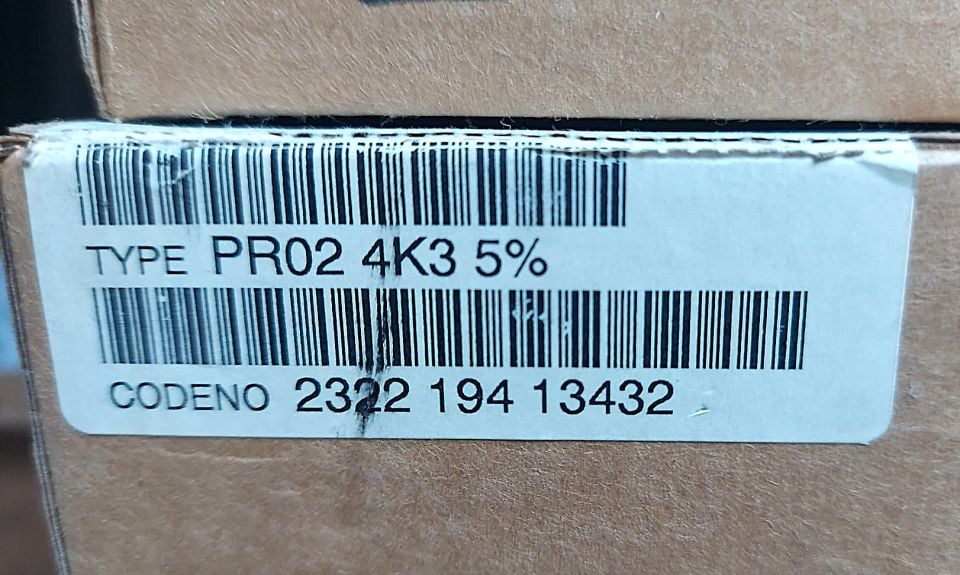 TYPE PR02 4K3 5%
CODENO 2322 194 13432